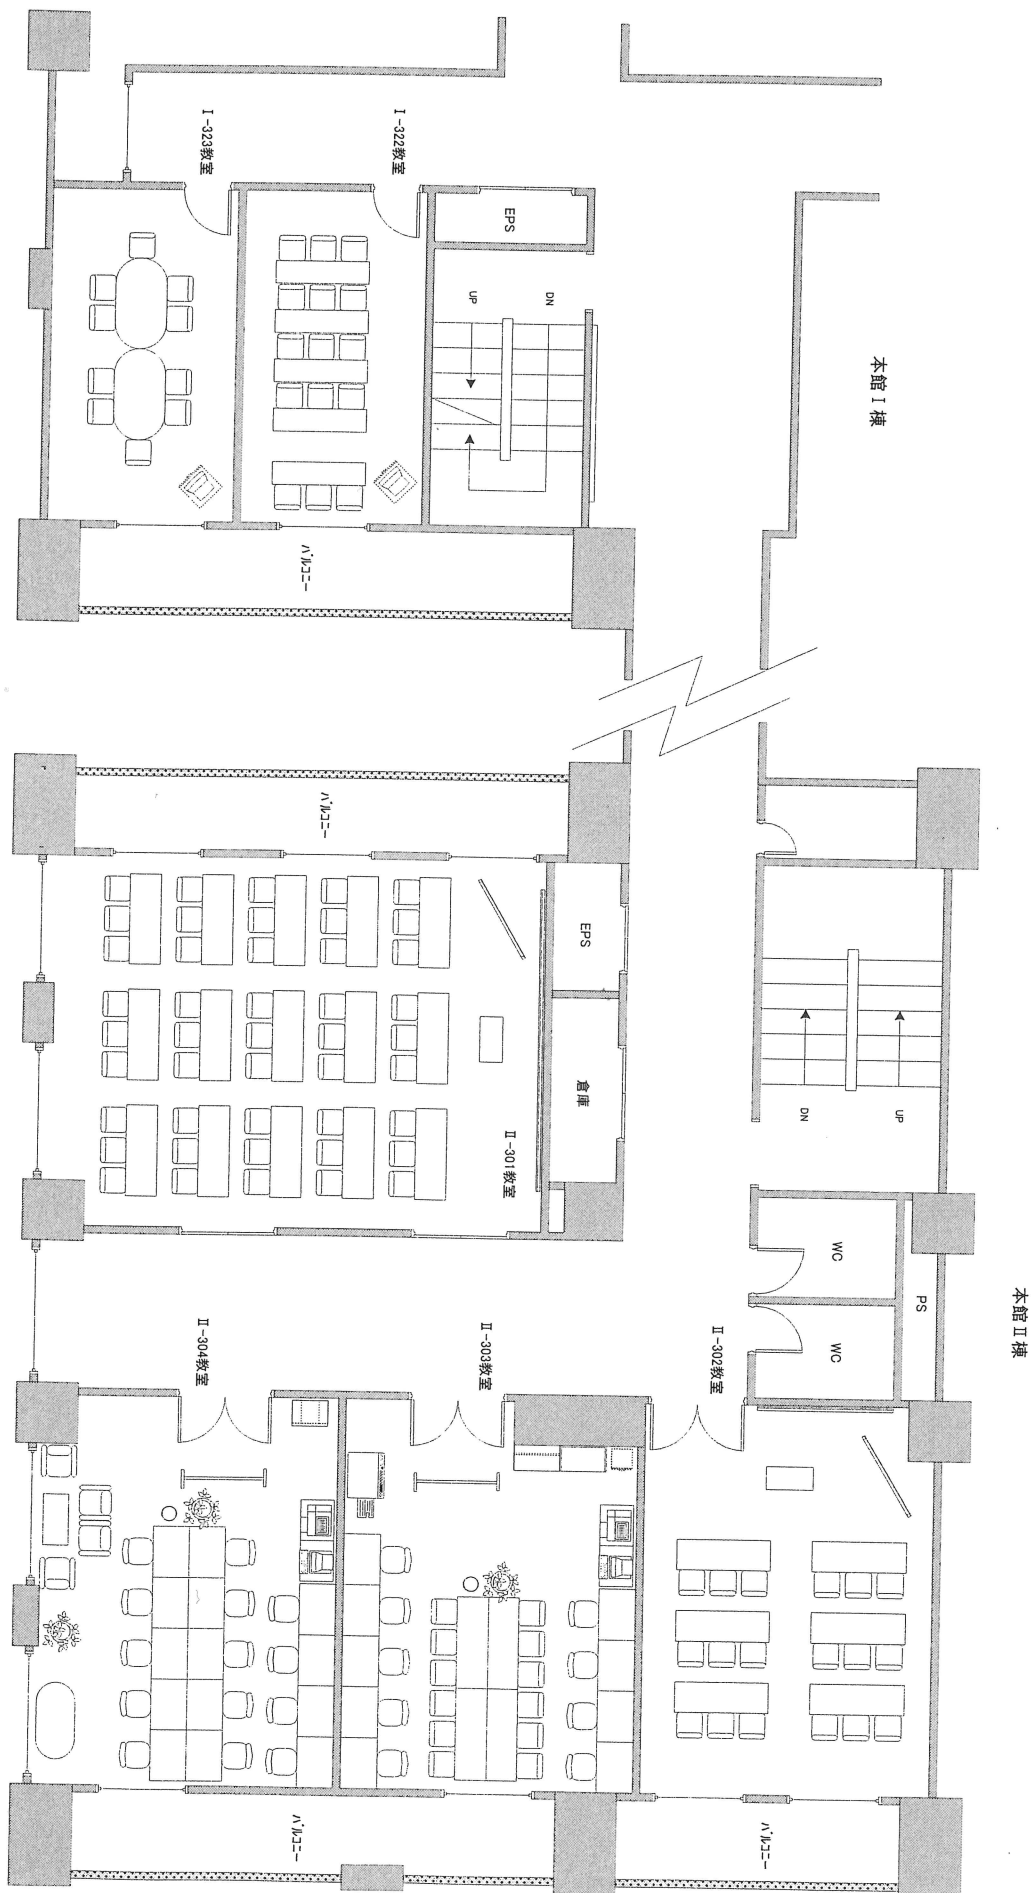 本館Ⅰ棟
Ⅰ-323教室
Ⅰ-322教室
EPS
UP
DN
バルコニー
本館Ⅱ棟
バルコニー
EPS
倉庫
Ⅱ-301教室
DN
UP
WC
WC
PS
Ⅱ-304教室
Ⅱ-303教室
Ⅱ-302教室
バルコニー
バルコニー